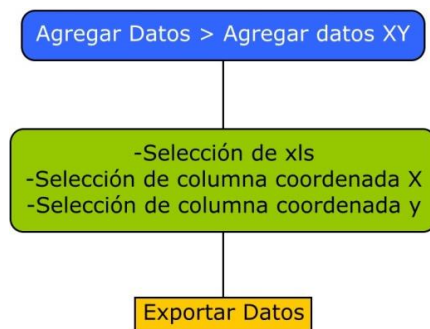 Agregar Datos > Agregar datos XY
-Selección de xls
-Selección de columna coordenada X
-Selección de columna coordenada y
Exportar Datos